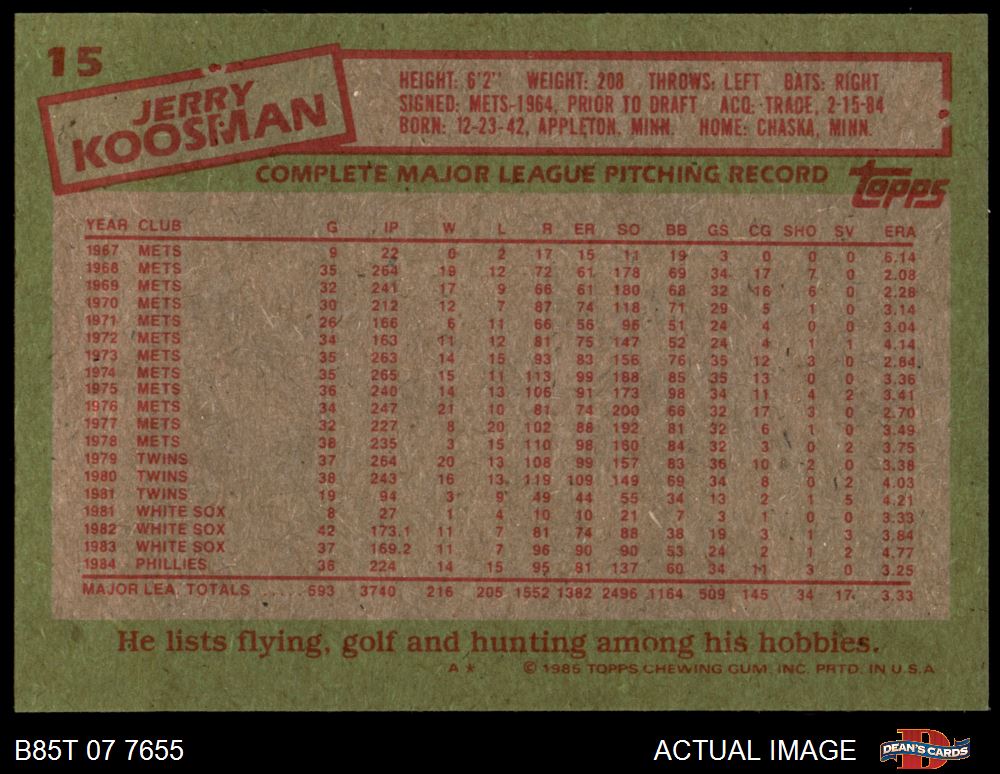 15
JERRY
KOOSMAN
HEIGHT: 6'2" WEIGHT: 208 THROWS: LEFT BATS: RIGHT
SIGNED: METS-1964, PRIOR TO DRAFT ACQ: TRADE, 2-15-84
BORN: 12-23-42, APPLETON, MINN. HOME: CHASKA, MINN.
COMPLETE MAJOR LEAGUE PITCHING RECORD
topps
YEAR CLUB G IP W L R ER SO BB GS CG SHO SV ERA
1967 METS 9 22 0 2 17 15 11 19 3 0 0 0 6.14
1968 METS 35 264 19 12 72 61 178 69 34 17 7 0 2.08
1969 METS 32 241 17 9 66 61 180 68 32 16 6 0 2.28
1970 METS 30 212 12 7 87 74 118 71 29 5 1 0 3.14
1971 METS 26 166 6 11 66 56 96 51 24 4 0 0 3.04
1972 METS 34 163 11 12 81 75 147 52 24 4 1 1 4.14
1973 METS 35 263 14 15 93 83 156 76 35 12 3 0 2.84
1974 METS 35 265 15 11 113 99 188 85 35 13 0 0 3.36
1975 METS 36 240 14 13 106 91 173 98 34 11 4 2 3.41
1976 METS 34 247 21 10 81 74 200 66 32 17 3 0 2.70
1977 METS 32 227 8 20 102 88 192 81 32 6 1 0 3.49
1978 METS 38 235 3 15 110 98 160 84 32 3 0 2 3.75
1979 TWINS 37 264 20 13 108 99 157 83 36 10 2 0 3.38
1980 TWINS 38 243 16 13 119 109 149 69 34 8 0 2 4.03
1981 TWINS 19 94 3 9 49 44 55 34 13 2 1 5 4.21
1981 WHITE SOX 8 27 1 4 10 10 21 7 3 1 0 0 3.33
1982 WHITE SOX 42 173.1 11 7 81 74 88 38 19 3 1 3 3.84
1983 WHITE SOX 37 169.2 11 7 96 90 90 53 24 2 1 2 4.77
1984 PHILLIES 36 224 14 15 95 81 137 60 34 11 3 0 3.25
MAJOR LEA. TOTALS ..... 593 3740 216 205 1552 1382 2496 1164 509 145 34 17 3.33
He lists flying, golf and hunting among his hobbies.
A * © 1985 TOPPS CHEWING GUM, INC. PRTD. IN U.S.A.
B85T 07 7655
ACTUAL IMAGE
DEAN'S CARDS